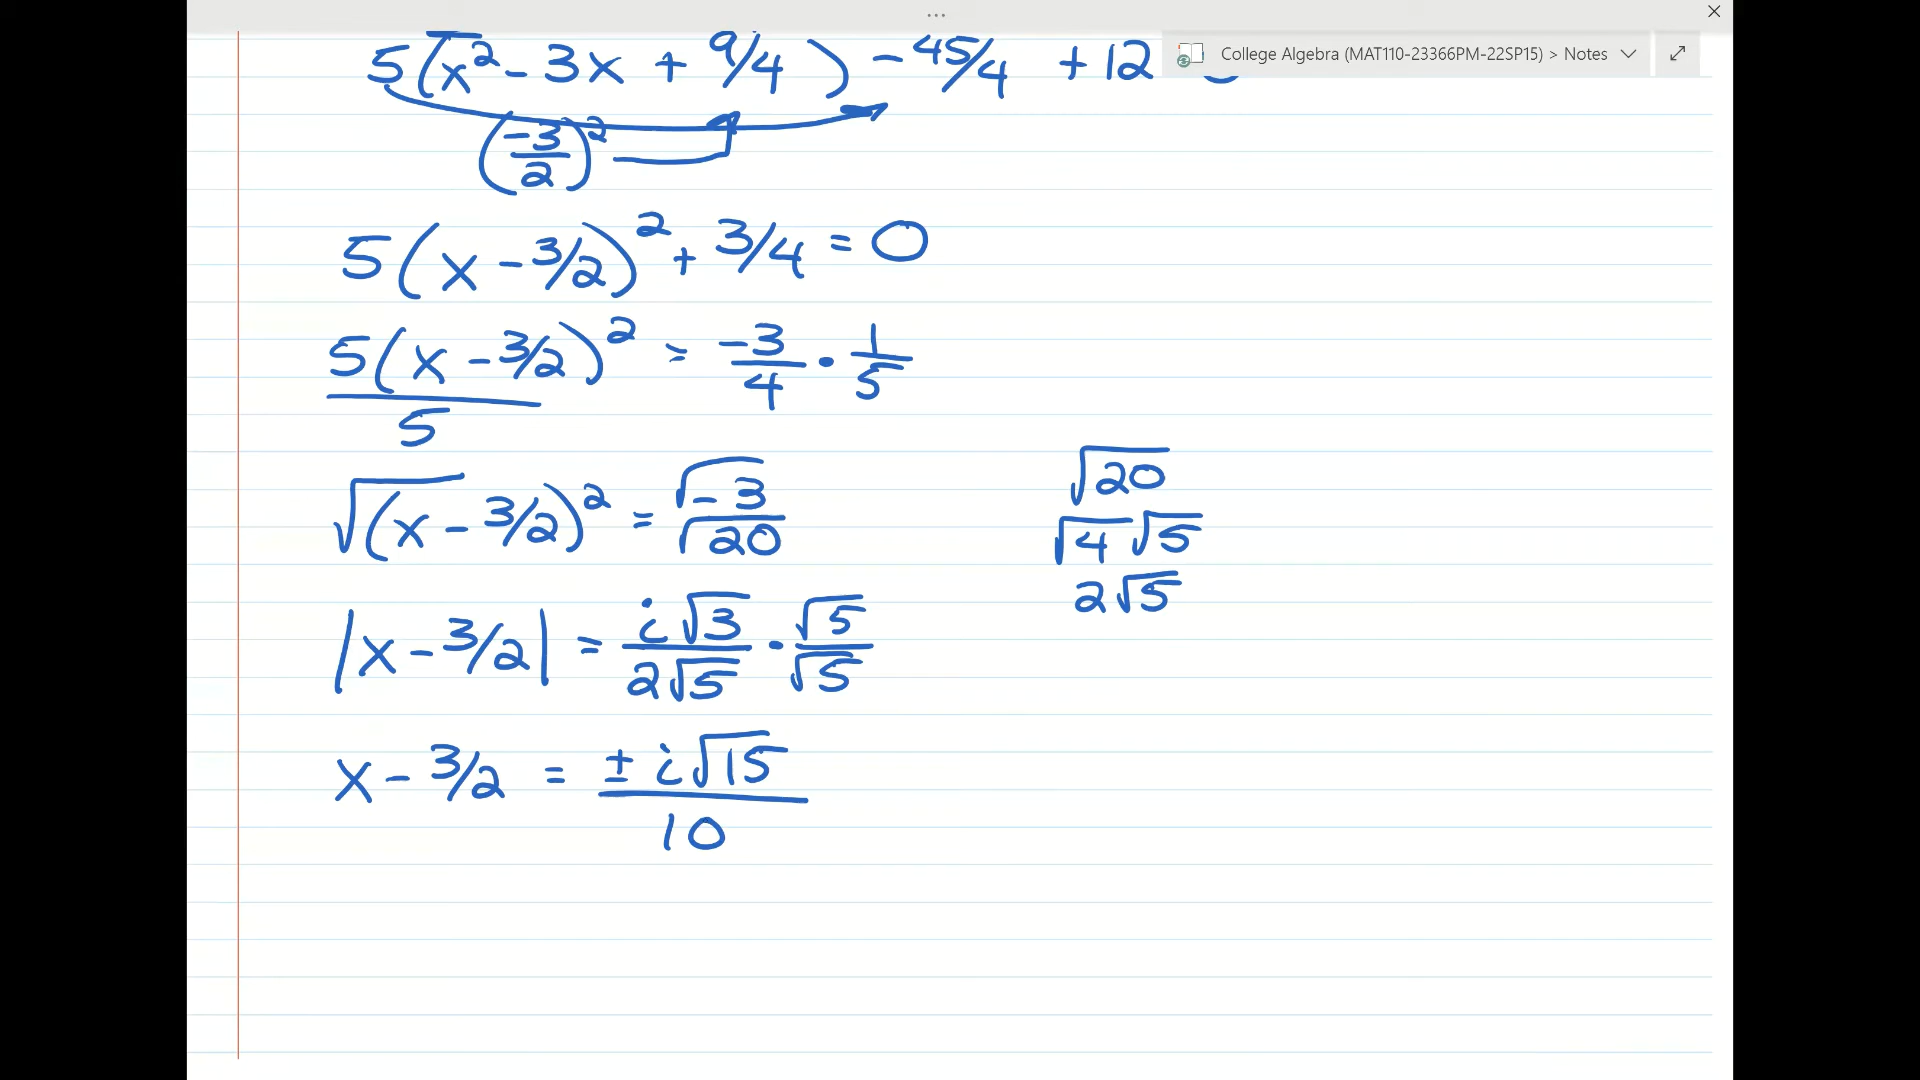 ...
College Algebra (MAT110-23366PM-22SP15) > Notes
5(x² - 3x + 9/4) - 45/4 + 12
(-3/2)²
5(x - 3/2)² + 3/4 = 0
5(x - 3/2)²/5 = -3/4 · 1/5
√(x - 3/2)² = √-3/√20
|x - 3/2| = i√3/2√5 · √5/√5
x - 3/2 = ± i√15/10
√20
√4 √5
2√5